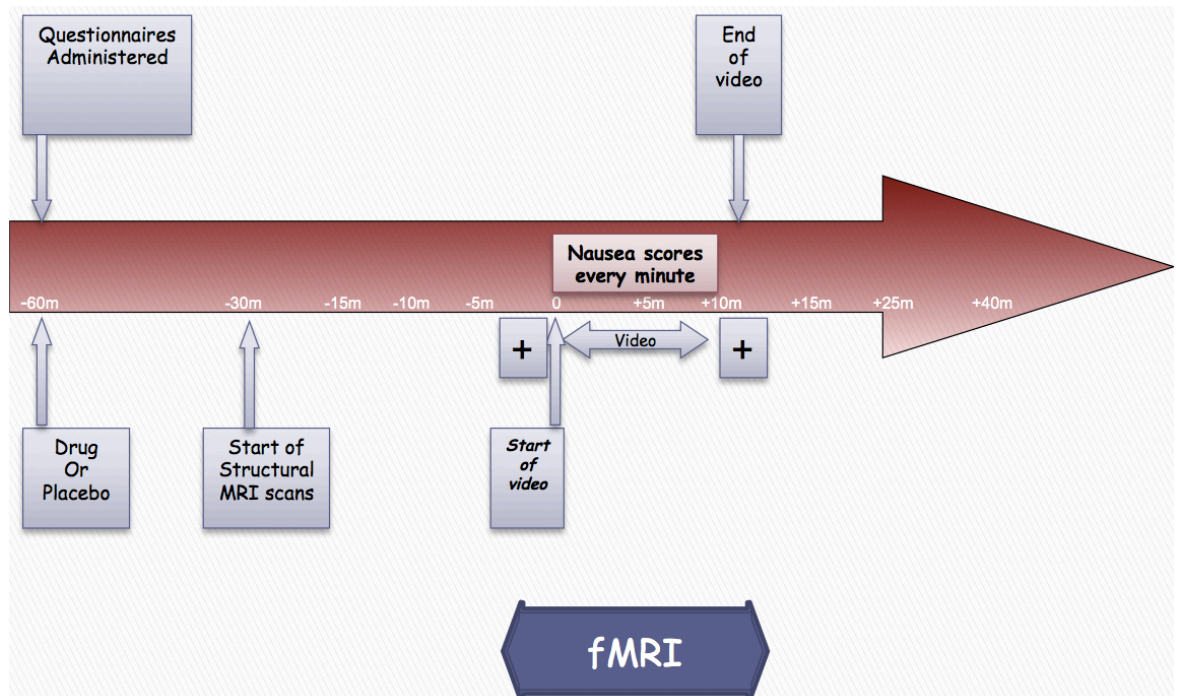 Questionnaires
Administered
End
of
video
Nausea scores
every minute
-60m -30m -15m -10m -5m 0 +5m +10m +15m +25m +40m
+ Video +
Drug
Or
Placebo
Start of
Structural
MRI scans
Start
of
video
fMRI